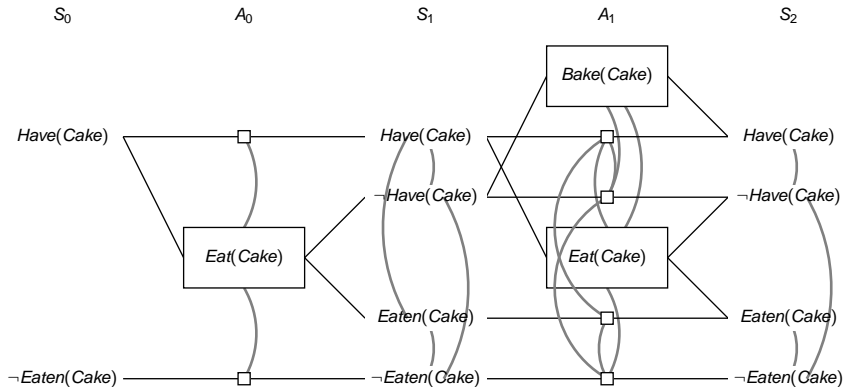 S0 A0 S1 A1 S2
Bake(Cake)
Have(Cake) Have(Cake) Have(Cake)
¬Have(Cake) ¬Have(Cake)
Eat(Cake) Eat(Cake)
Eaten(Cake) Eaten(Cake)
¬Eaten(Cake) ¬Eaten(Cake) ¬Eaten(Cake)